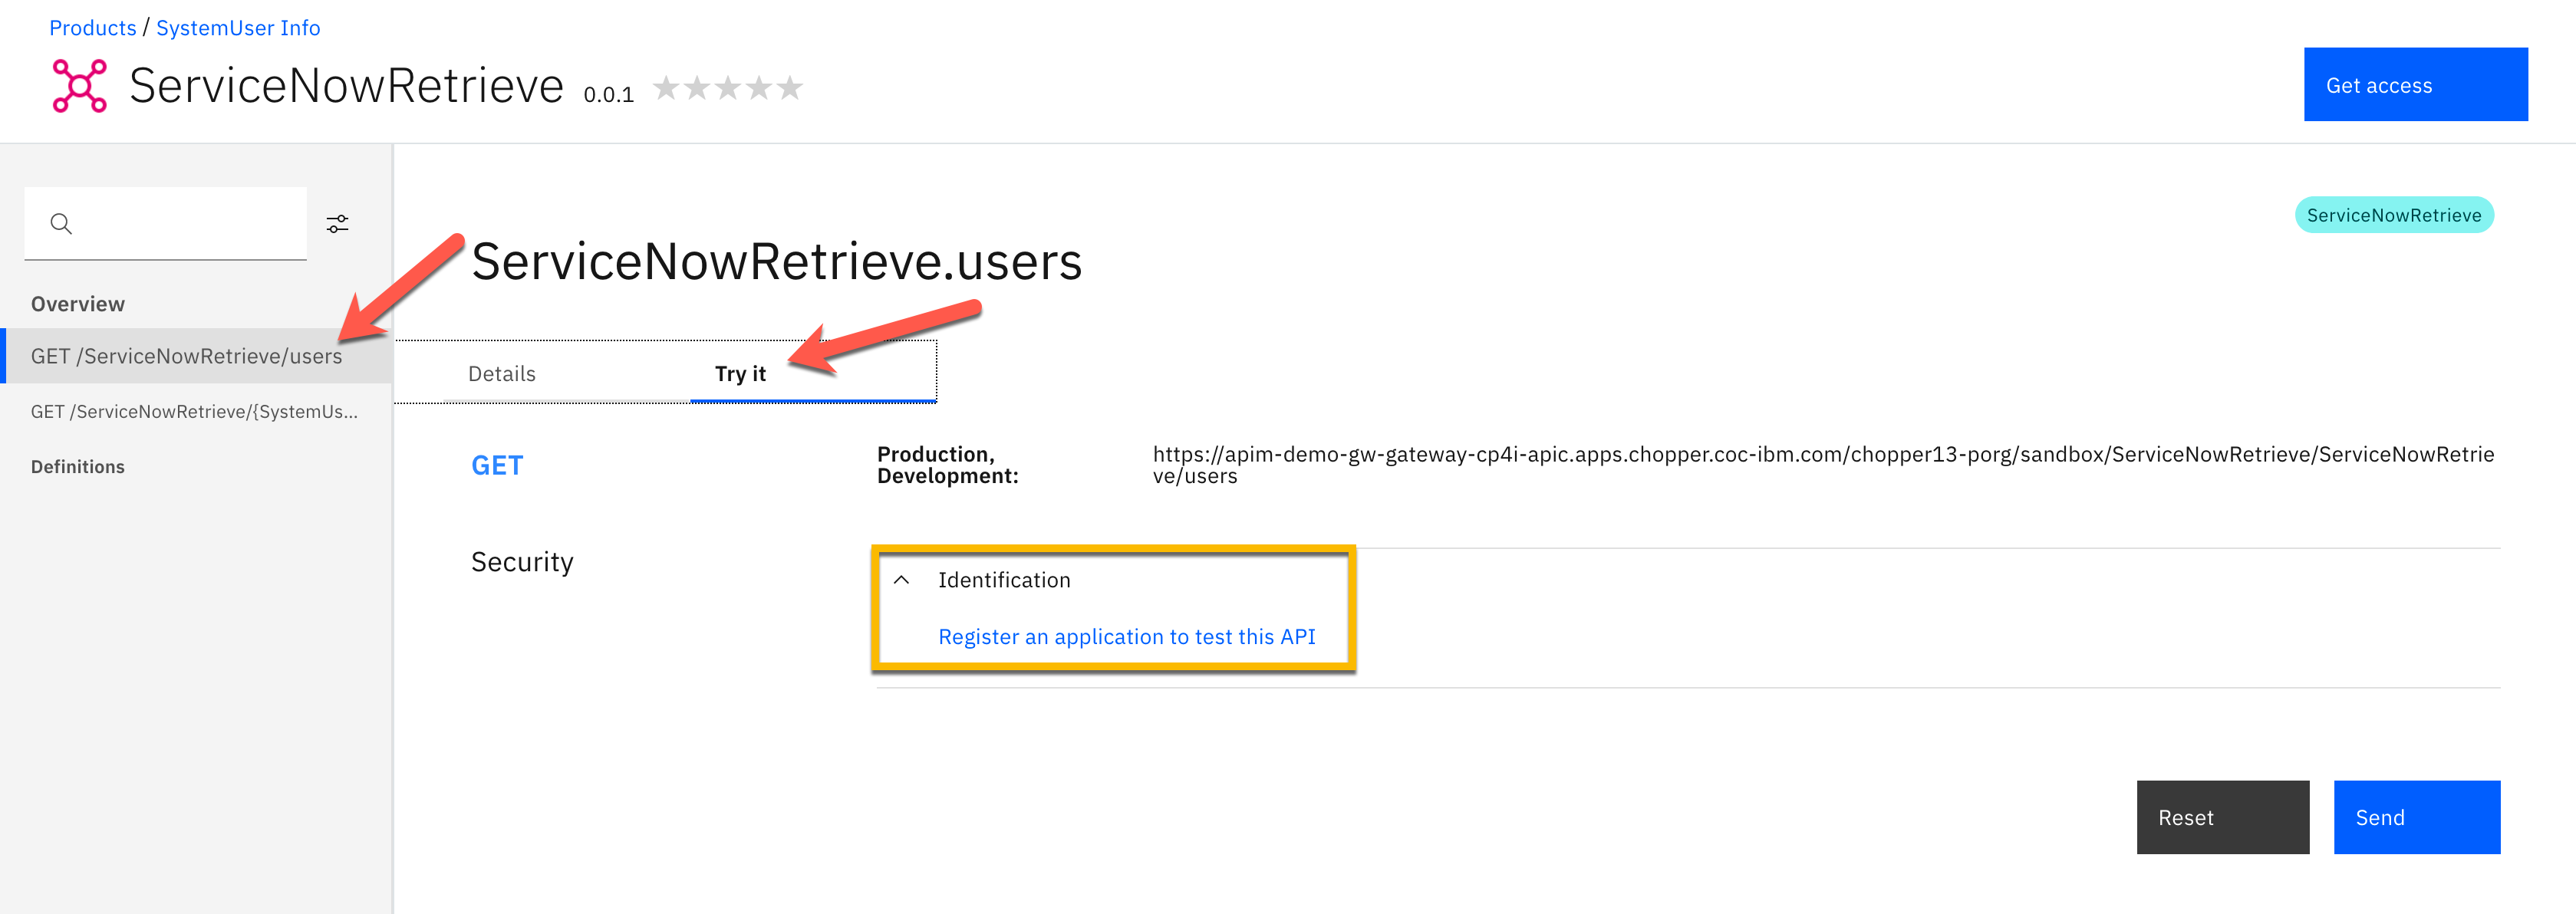 Products / SystemUser Info
ServiceNowRetrieve 0.0.1
Get access
Overview
GET /ServiceNowRetrieve/users
GET /ServiceNowRetrieve/{SystemUs...
Definitions
ServiceNowRetrieve
ServiceNowRetrieve.users
Details
Try it
GET
Production,
Development:
https://apim-demo-gw-gateway-cp4i-apic.apps.chopper.coc-ibm.com/chopper13-porg/sandbox/ServiceNowRetrieve/ServiceNowRetrie
ve/users
Security
Identification
Register an application to test this API
Reset
Send